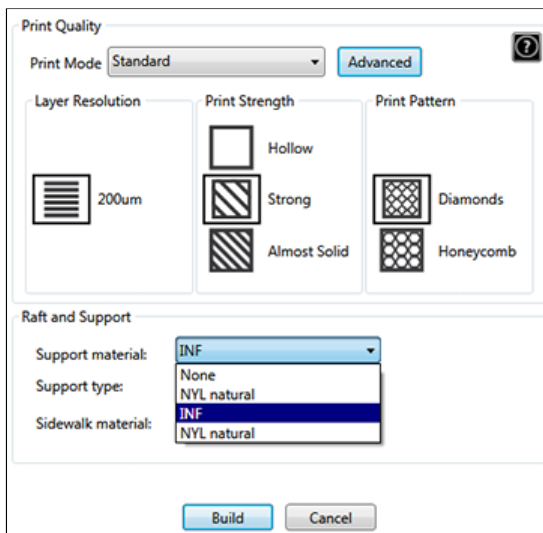 Print Quality
?
Print Mode Standard Advanced
Layer Resolution Print Strength Print Pattern
Hollow
200um Strong Diamonds
Almost Solid Honeycomb
Raft and Support
Support material: INF
None
Support type: NYL natural
INF
Sidewalk material: NYL natural
Build Cancel